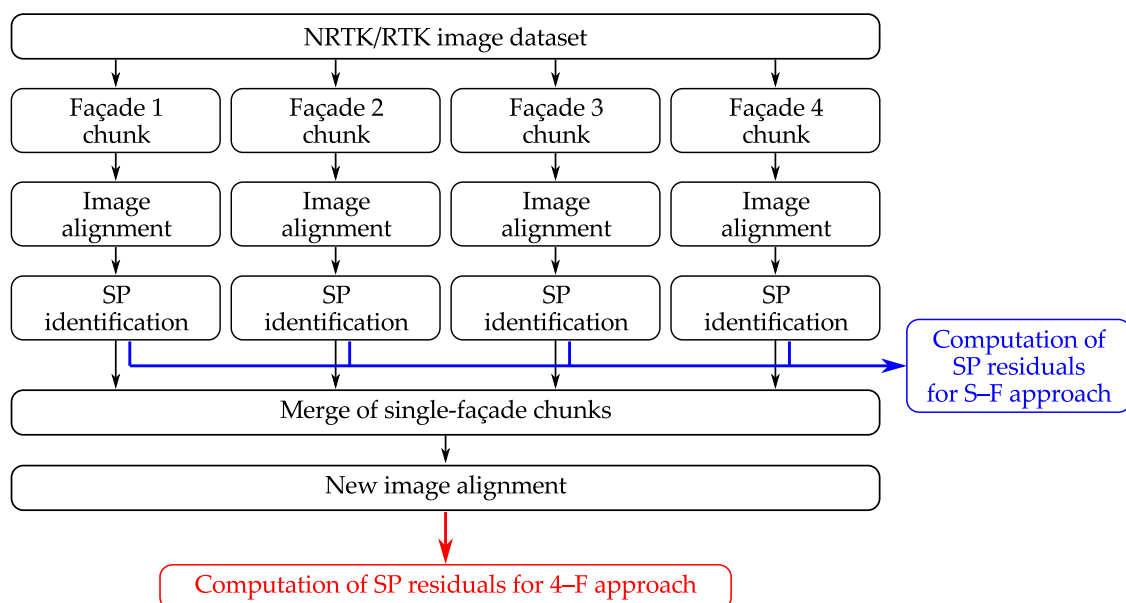 NRTK/RTK image dataset
Façade 1
chunk
Façade 2
chunk
Façade 3
chunk
Façade 4
chunk
Image
alignment
Image
alignment
Image
alignment
Image
alignment
SP
identification
SP
identification
SP
identification
SP
identification
Computation of
SP residuals
for S–F approach
Merge of single-façade chunks
New image alignment
Computation of SP residuals for 4–F approach